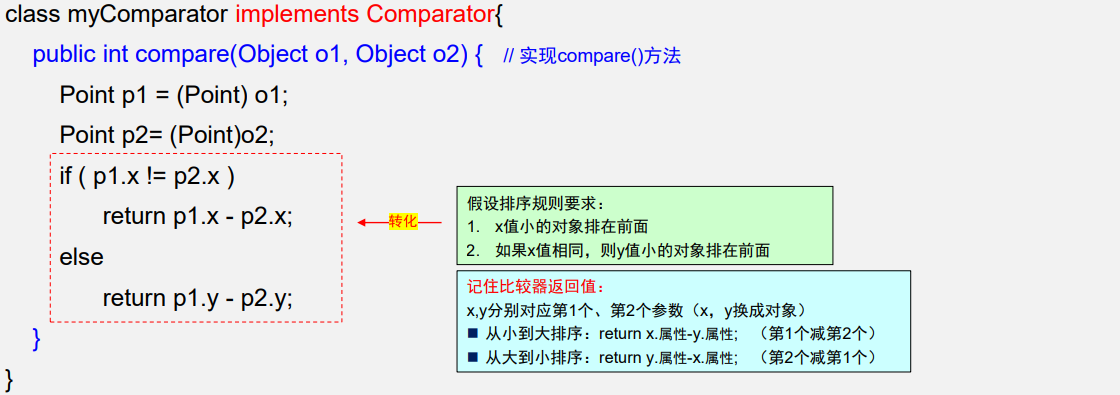 class myComparator implements Comparator{
public int compare(Object o1, Object o2) { // 实现compare()方法
Point p1 = (Point) o1;
Point p2= (Point)o2;
if ( p1.x != p2.x )
return p1.x - p2.x;
else
return p1.y - p2.y;
}
}
转化
假设排序规则要求：
1. x值小的对象排在前面
2. 如果x值相同，则y值小的对象排在前面
记住比较器返回值：
x,y分别对应第1个、第2个参数（x，y换成对象）
■ 从小到大排序：return x.属性-y.属性; （第1个减第2个）
■ 从大到小排序：return y.属性-x.属性; （第2个减第1个）